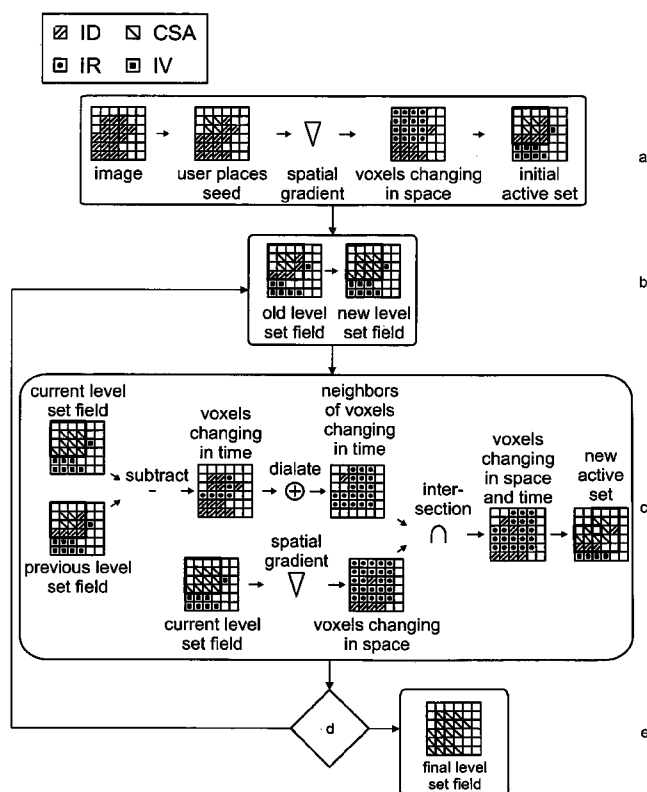 ID CSA
IR IV
image
user places
seed
spatial
gradient
voxels changing
in space
initial
active set
a
old level
set field
new level
set field
b
current level
set field
previous level
set field
subtract
-
voxels
changing
in time
dialate
neighbors
of voxels
changing
in time
current level
set field
spatial
gradient
voxels changing
in space
inter-
section
∩
voxels
changing
in space
and time
new
active
set
c
d
final level
set field
e